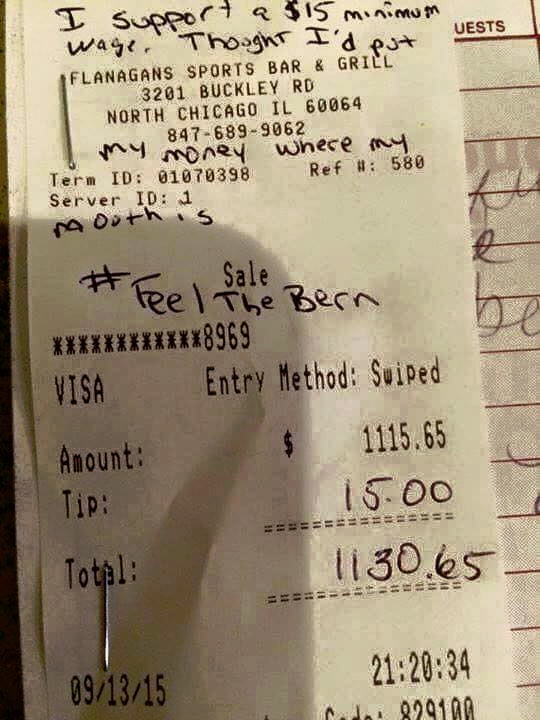 I support a $15 minimum
wage. Thought I'd put
UESTS
FLANAGANS SPORTS BAR & GRILL
3201 BUCKLEY RD
NORTH CHICAGO IL 60064
847-689-9062
my money where my
Term ID: 01070398 Ref #: 580
Server ID: 1
mouth is
Sale
# Feel The Bern
************8969
VISA Entry Method: Swiped
Amount: $ 1115.65
Tip: 15.00
Total: 1130.65
09/13/15 21:20:34
Code: 829100